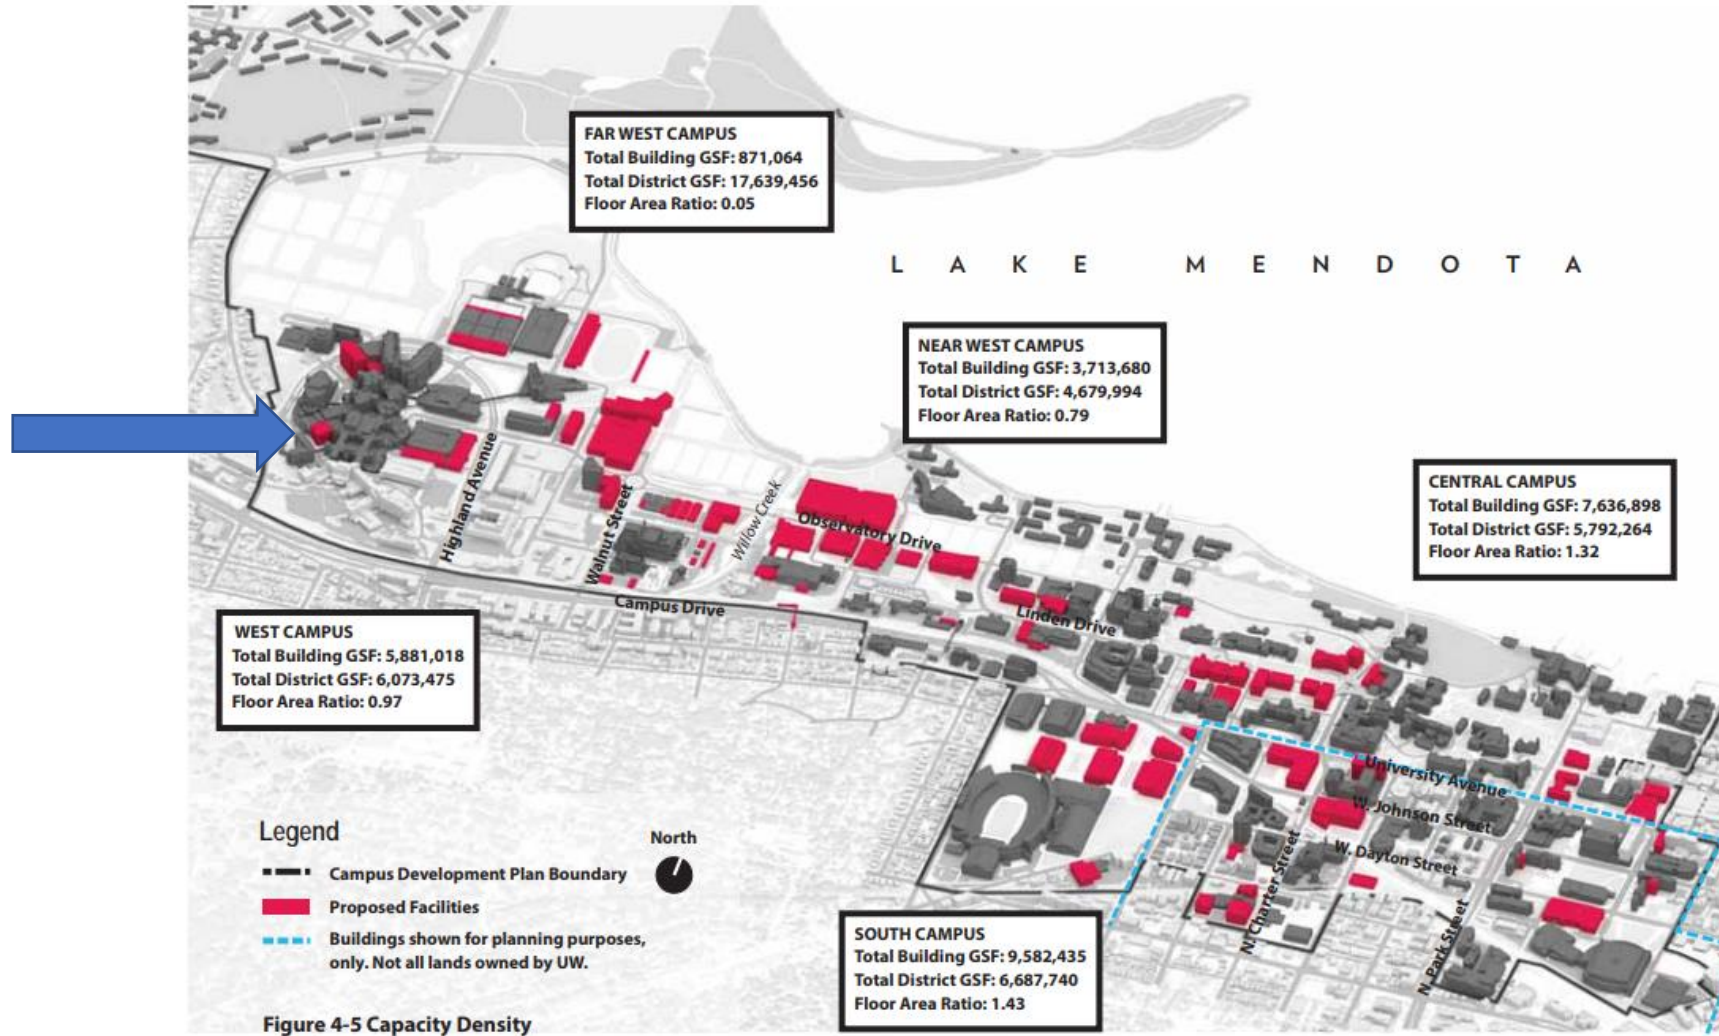 FAR WEST CAMPUS
Total Building GSF: 871,064
Total District GSF: 17,639,456
Floor Area Ratio: 0.05
LAKE MENDOTA
NEAR WEST CAMPUS
Total Building GSF: 3,713,680
Total District GSF: 4,679,994
Floor Area Ratio: 0.79
CENTRAL CAMPUS
Total Building GSF: 7,636,898
Total District GSF: 5,792,264
Floor Area Ratio: 1.32
Highland Avenue
Walnut Street
Willow Creek
Observatory Drive
Campus Drive
Linden Drive
WEST CAMPUS
Total Building GSF: 5,881,018
Total District GSF: 6,073,475
Floor Area Ratio: 0.97
University Avenue
W. Johnson Street
W. Dayton Street
N. Charter Street
N. Park Street
Legend
North
Campus Development Plan Boundary
Proposed Facilities
Buildings shown for planning purposes,
only. Not all lands owned by UW.
SOUTH CAMPUS
Total Building GSF: 9,582,435
Total District GSF: 6,687,740
Floor Area Ratio: 1.43
Figure 4-5 Capacity Density